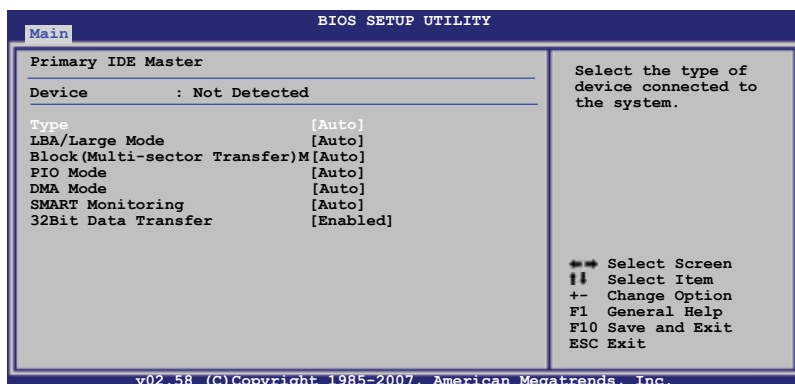 BIOS SETUP UTILITY
Main
Primary IDE Master
Device : Not Detected
Type [Auto]
LBA/Large Mode [Auto]
Block(Multi-sector Transfer)M[Auto]
PIO Mode [Auto]
DMA Mode [Auto]
SMART Monitoring [Auto]
32Bit Data Transfer [Enabled]
Select the type of
device connected to
the system.
Select Screen
Select Item
+- Change Option
F1 General Help
F10 Save and Exit
ESC Exit
v02.58 (C)Copyright 1985-2007, American Megatrends, Inc.